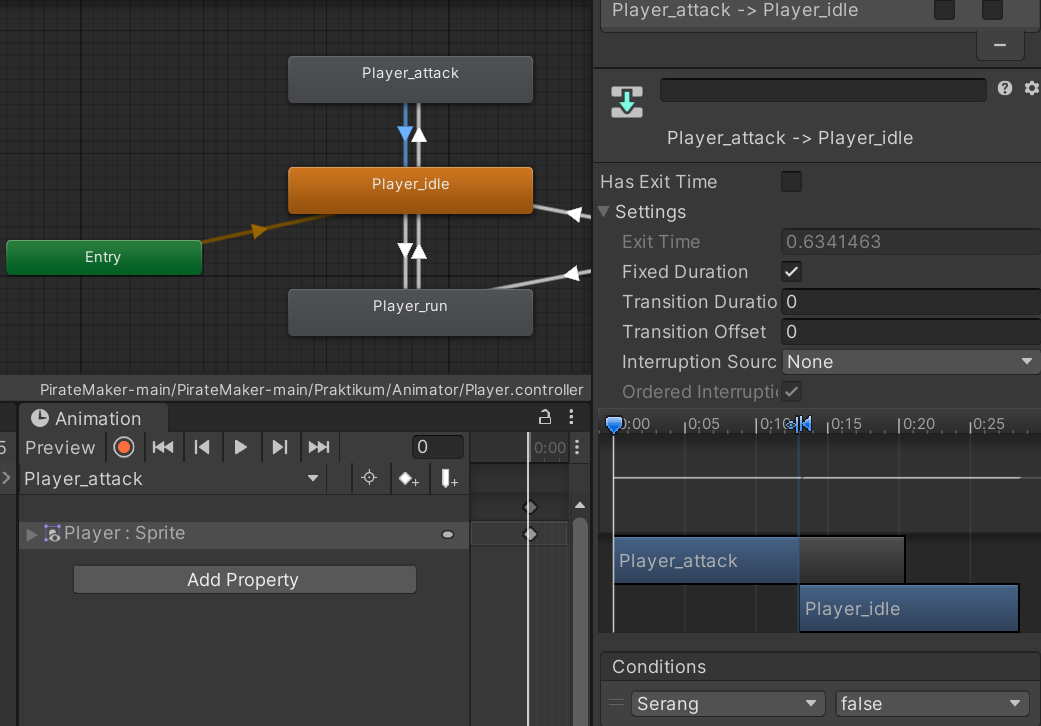 Player_attack -> Player_idle
Player_attack
Player_idle
Entry
Player_run
PirateMaker-main/PirateMaker-main/Praktikum/Animator/Player.controller
Animation
5 Preview 0 0:00
Player_attack
Player : Sprite
Add Property
Player_attack -> Player_idle
Has Exit Time
Settings
Exit Time 0.6341463
Fixed Duration
Transition Duratio 0
Transition Offset 0
Interruption Sourc None
Ordered Interrupti
0:00 0:05 0:10 0:15 0:20 0:25
Player_attack
Player_idle
Conditions
Serang false